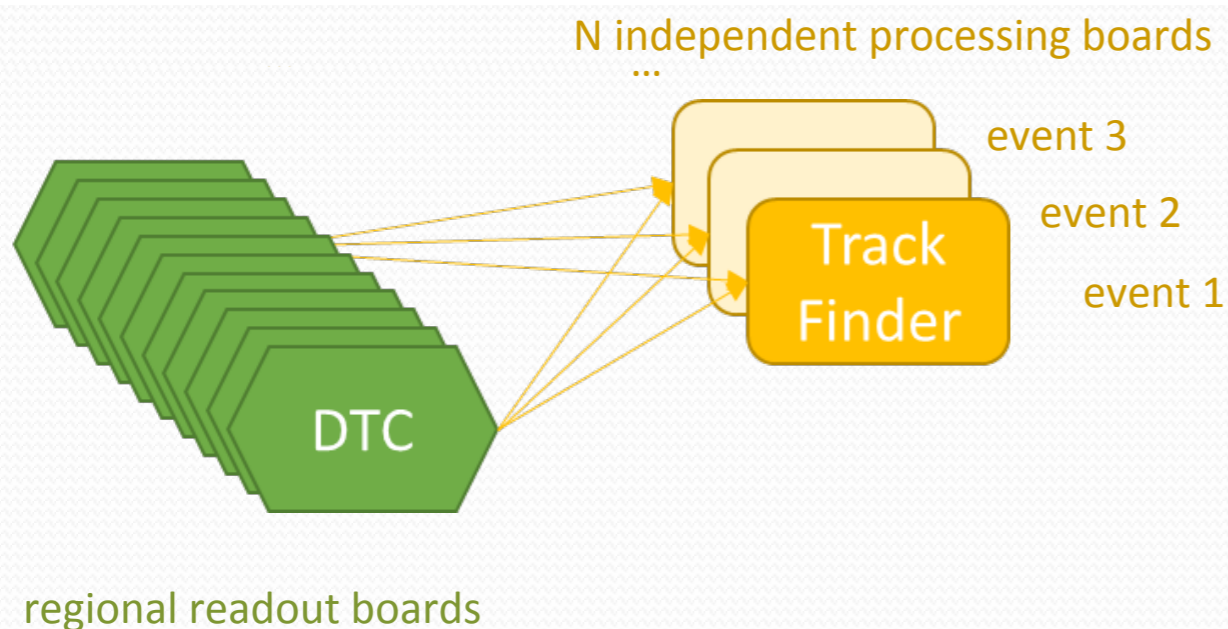 N independent processing boards
...
event 3
event 2
event 1
Track
Finder
DTC
regional readout boards